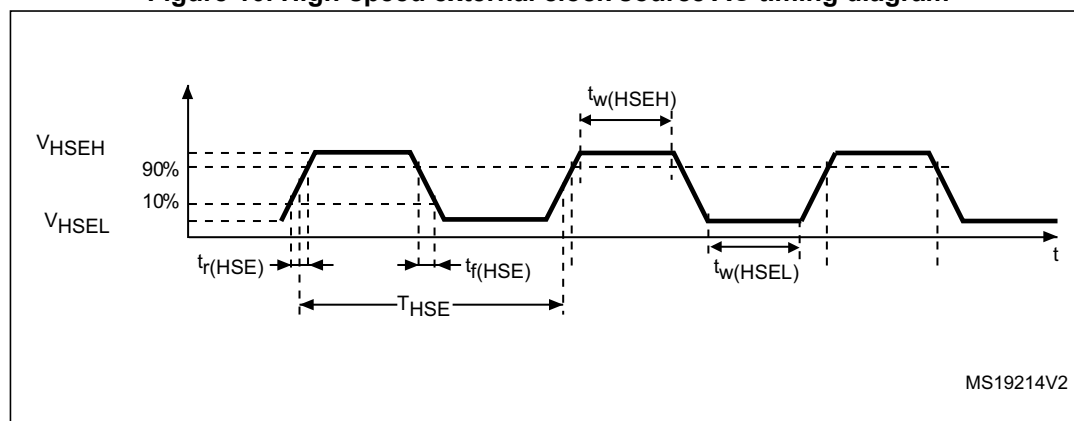 Figure 10. High-speed external clock source AC timing diagram
tw(HSEH)
VHSEH
90%
10%
VHSEL
tr(HSE)
tf(HSE)
tw(HSEL)
t
THSE
MS19214V2